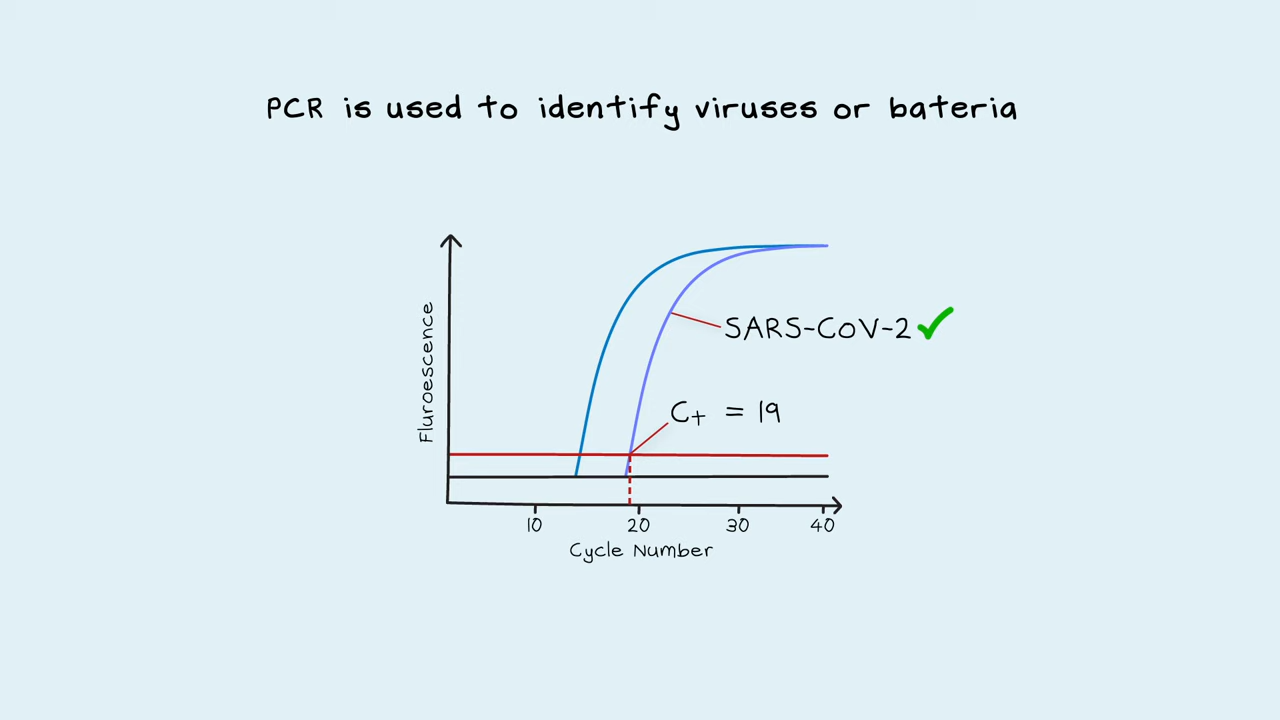 PCR is used to identify viruses or bateria
Fluroescence
SARS-CoV-2
Ct = 19
10 20 30 40
Cycle Number